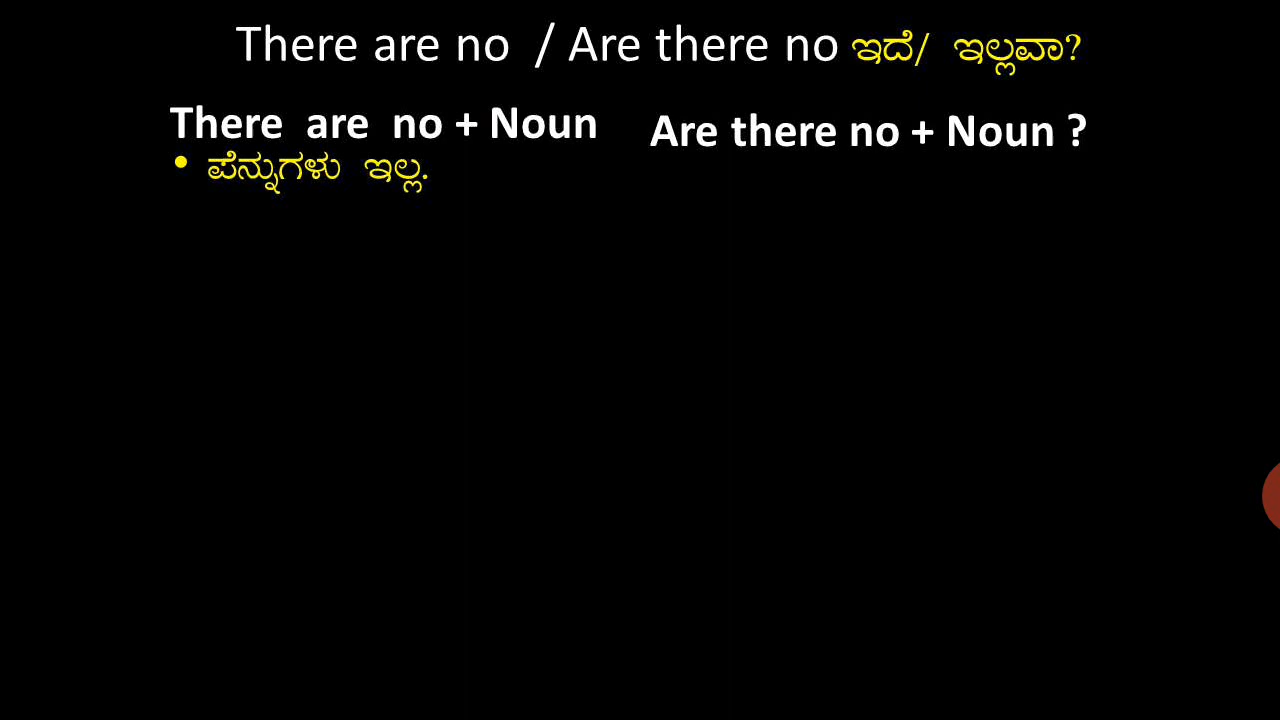 There are no / Are there no ಇದೆ/ ಇಲ್ಲವಾ?
There are no + Noun
Are there no + Noun ?
• ಪೆನ್ನುಗಳು ಇಲ್ಲ.